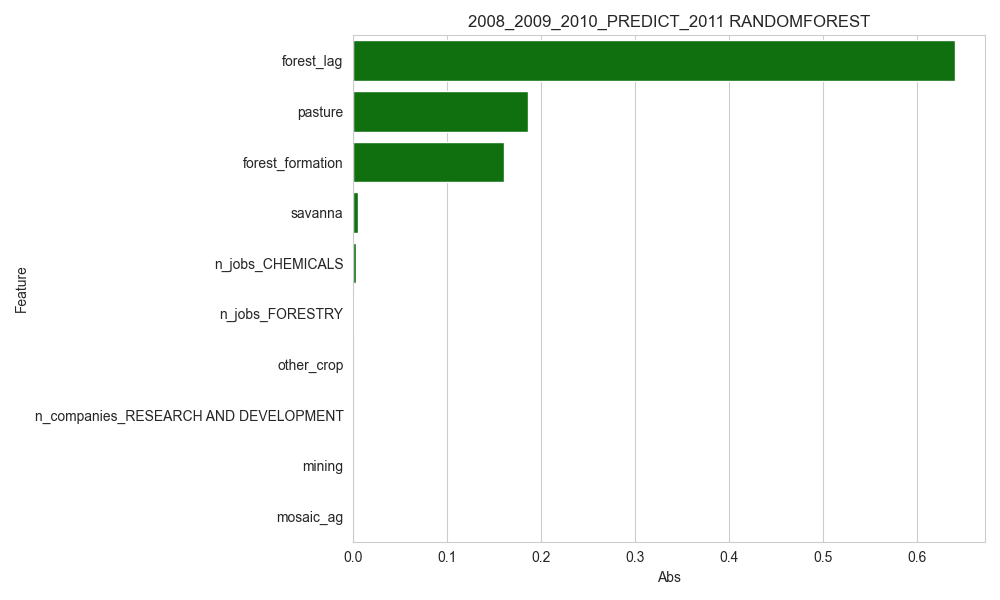 2008_2009_2010_PREDICT_2011 RANDOMFOREST
forest_lag
pasture
forest_formation
savanna
n_jobs_CHEMICALS
n_jobs_FORESTRY
other_crop
n_companies_RESEARCH AND DEVELOPMENT
mining
mosaic_ag
Feature
0.0 0.1 0.2 0.3 0.4 0.5 0.6
Abs